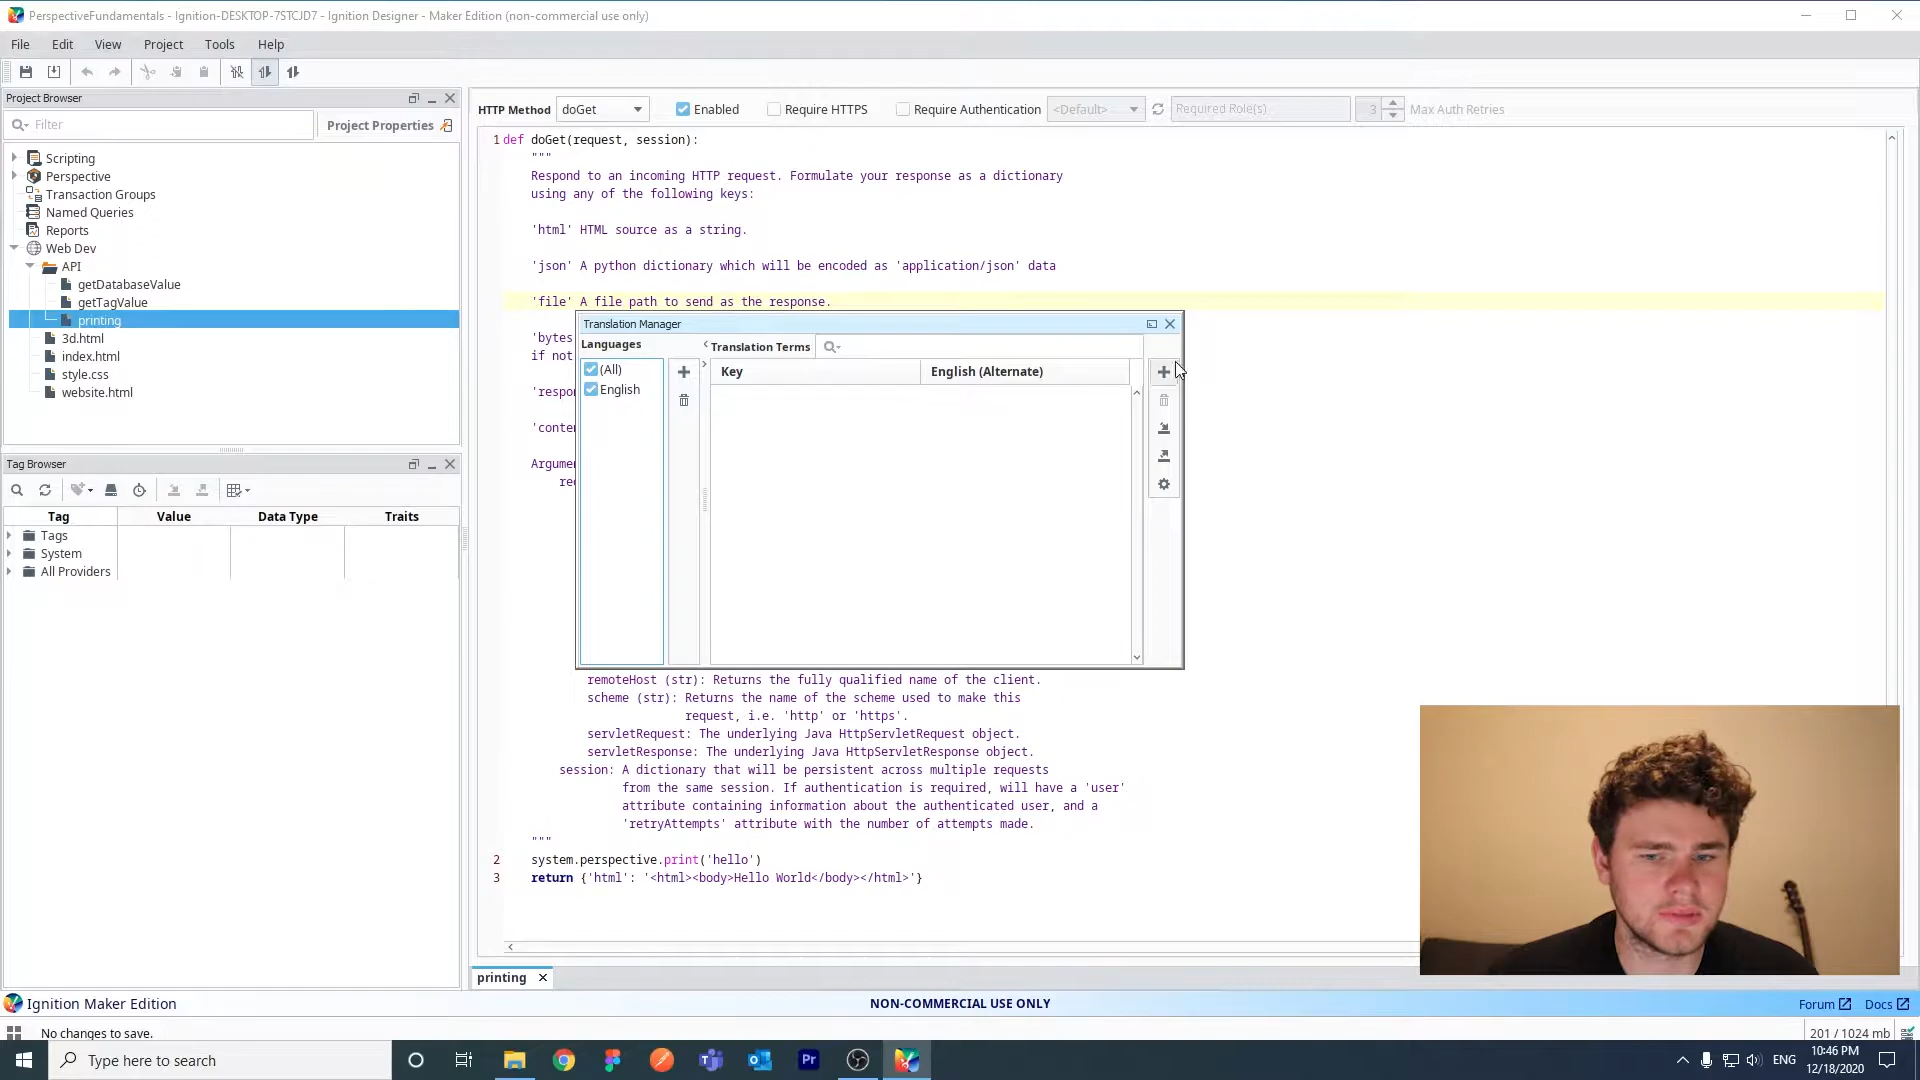 PerspectiveFundamentals - Ignition-DESKTOP-7STCJD7 - Ignition Designer - Maker Edition (non-commercial use only)
File Edit View Project Tools Help
Project Browser
Filter
Project Properties
Scripting
Perspective
Transaction Groups
Named Queries
Reports
Web Dev
API
getDatabaseValue
getTagValue
printing
3d.html
index.html
style.css
website.html
Tag Browser
Tag Value Data Type Traits
Tags
System
All Providers
HTTP Method doGet Enabled Require HTTPS Require Authentication <Default> Required Role(s) 3 Max Auth Retries
1 def doGet(request, session):
"""
Respond to an incoming HTTP request. Formulate your response as a dictionary
using any of the following keys:
'html' HTML source as a string.
'json' A python dictionary which will be encoded as 'application/json' data
'file' A file path to send as the response.
'bytes
if not
'respon
'conten
Argumen
Translation Manager
Languages
(All)
English
Translation Terms
Key English (Alternate)
remoteHost (str): Returns the fully qualified name of the client.
scheme (str): Returns the name of the scheme used to make this
request, i.e. 'http' or 'https'.
servletRequest: The underlying Java HttpServletRequest object.
servletResponse: The underlying Java HttpServletResponse object.
session: A dictionary that will be persistent across multiple requests
from the same session. If authentication is required, will have a 'user'
attribute containing information about the authenticated user, and a
'retryAttempts' attribute with the number of attempts made.
"""
2 system.perspective.print('hello')
3 return {'html': '<html><body>Hello World</body></html>'}
printing
Ignition Maker Edition
NON-COMMERCIAL USE ONLY
Forum Docs
No changes to save.
201 / 1024 mb
Type here to search
Pr
ENG
10:46 PM
12/18/2020